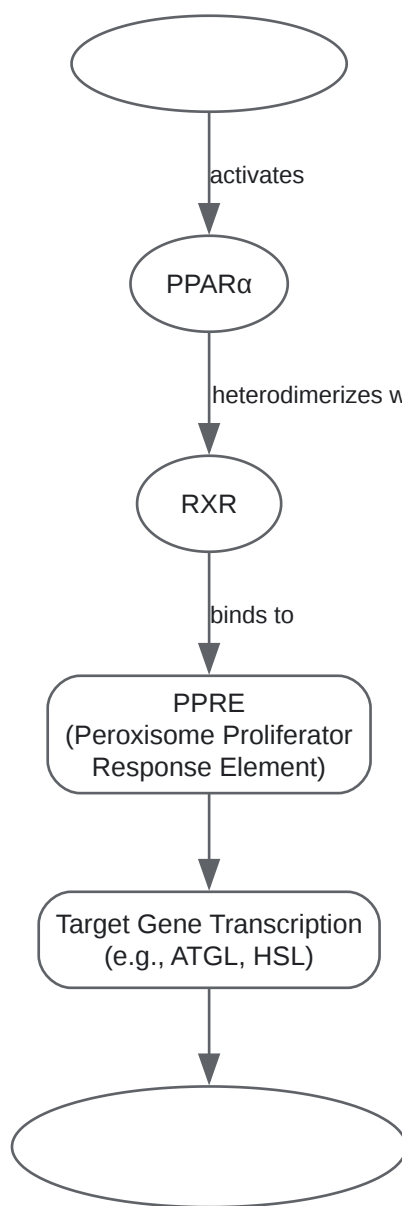 activates
PPARα
heterodimerizes w
RXR
binds to
PPRE
(Peroxisome Proliferator
Response Element)
Target Gene Transcription
(e.g., ATGL, HSL)